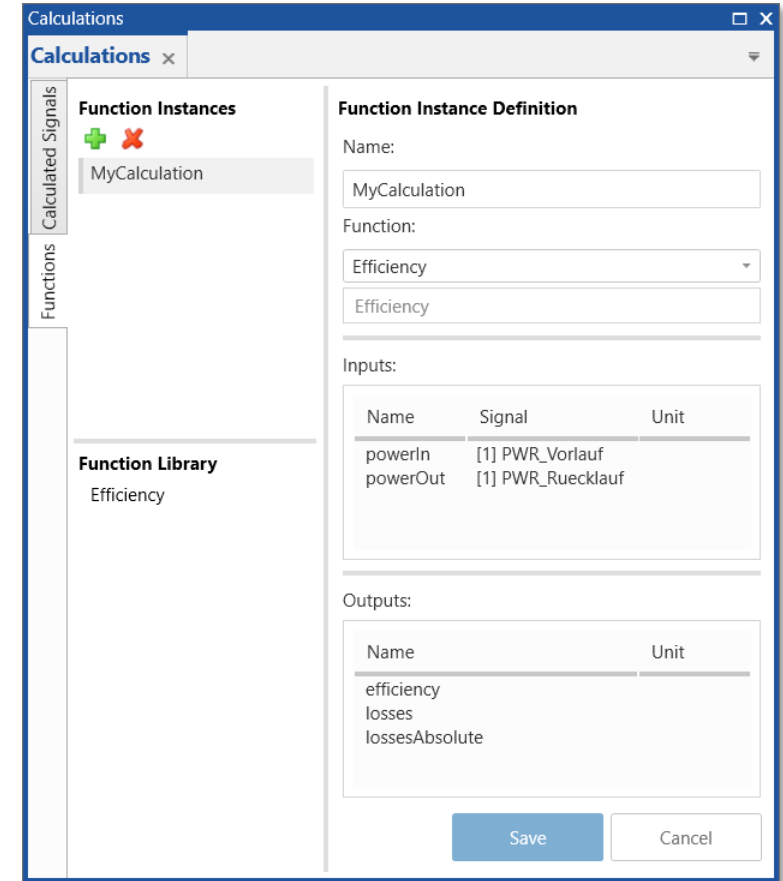 Calculations
Calculations
Calculated Signals
Functions
Function Instances
MyCalculation
Function Library
Efficiency
Function Instance Definition
Name:
MyCalculation
Function:
Efficiency
Efficiency
Inputs:
Name Signal Unit
powerIn [1] PWR_Vorlauf
powerOut [1] PWR_Ruecklauf
Outputs:
Name Unit
efficiency
losses
lossesAbsolute
Save Cancel